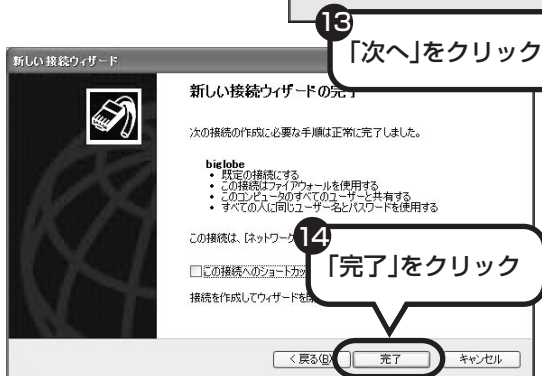 13
「次へ」をクリック
新しい接続ウィザード
新しい接続ウィザードの完了
次の接続の作成に必要な手順は正常に完了しました。
biglobe
• 既定の接続にする
• この接続はファイアウォールを使用する
• このコンピュータのすべてのユーザーと共有する
• すべての人に同じユーザー名とパスワードを使用する
この接続は、[ネットワーク
14
「完了」をクリック
この接続へのショートカッ
接続を作成してウィザードを閉
< 戻る(B)
完了
キャンセル